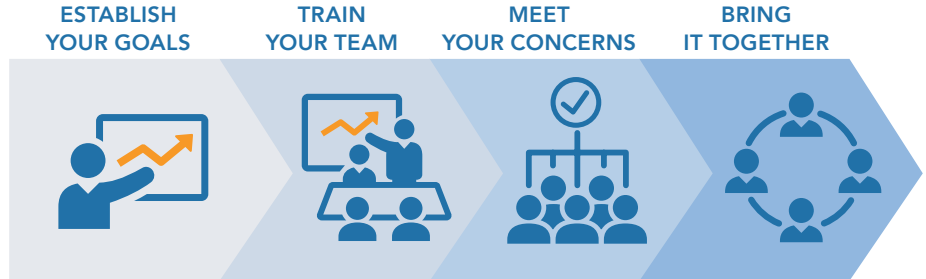 ESTABLISH
YOUR GOALS
TRAIN
YOUR TEAM
MEET
YOUR CONCERNS
BRING
IT TOGETHER